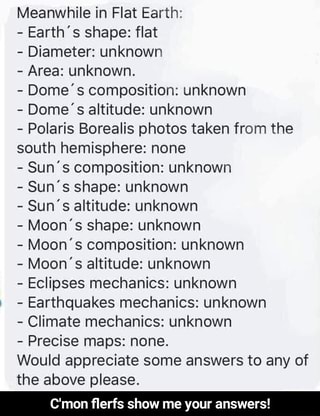 Meanwhile in Flat Earth:
- Earth´s shape: flat
- Diameter: unknown
- Area: unknown.
- Dome´s composition: unknown
- Dome´s altitude: unknown
- Polaris Borealis photos taken from the
south hemisphere: none
- Sun´s composition: unknown
- Sun´s shape: unknown
- Sun´s altitude: unknown
- Moon´s shape: unknown
- Moon´s composition: unknown
- Moon´s altitude: unknown
- Eclipses mechanics: unknown
- Earthquakes mechanics: unknown
- Climate mechanics: unknown
- Precise maps: none.
Would appreciate some answers to any of
the above please.
C'mon flerfs show me your answers!